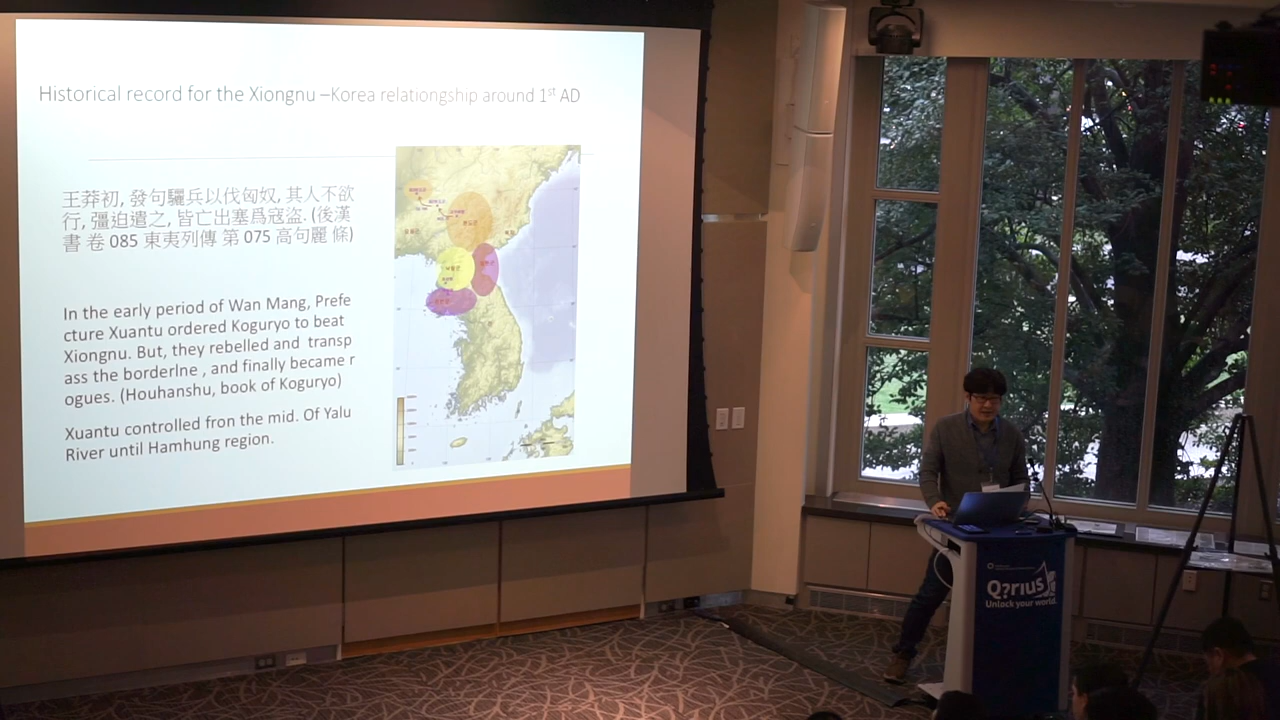 Historical record for the Xiongnu –Korea relationgship around 1st AD
王莽初, 發句驪兵以伐匈奴, 其人不欲
行, 彊迫遣之, 皆亡出塞爲寇盜. (後漢
書 卷 085 東夷列傳 第 075 高句麗 條)
In the early period of Wan Mang, Prefe
cture Xuantu ordered Koguryo to beat
Xiongnu. But, they rebelled and transp
ass the borderlne , and finally became r
ogues. (Houhanshu, book of Koguryo)
Xuantu controlled fron the mid. Of Yalu
River until Hamhung region.
Q?rius
Unlock your world.